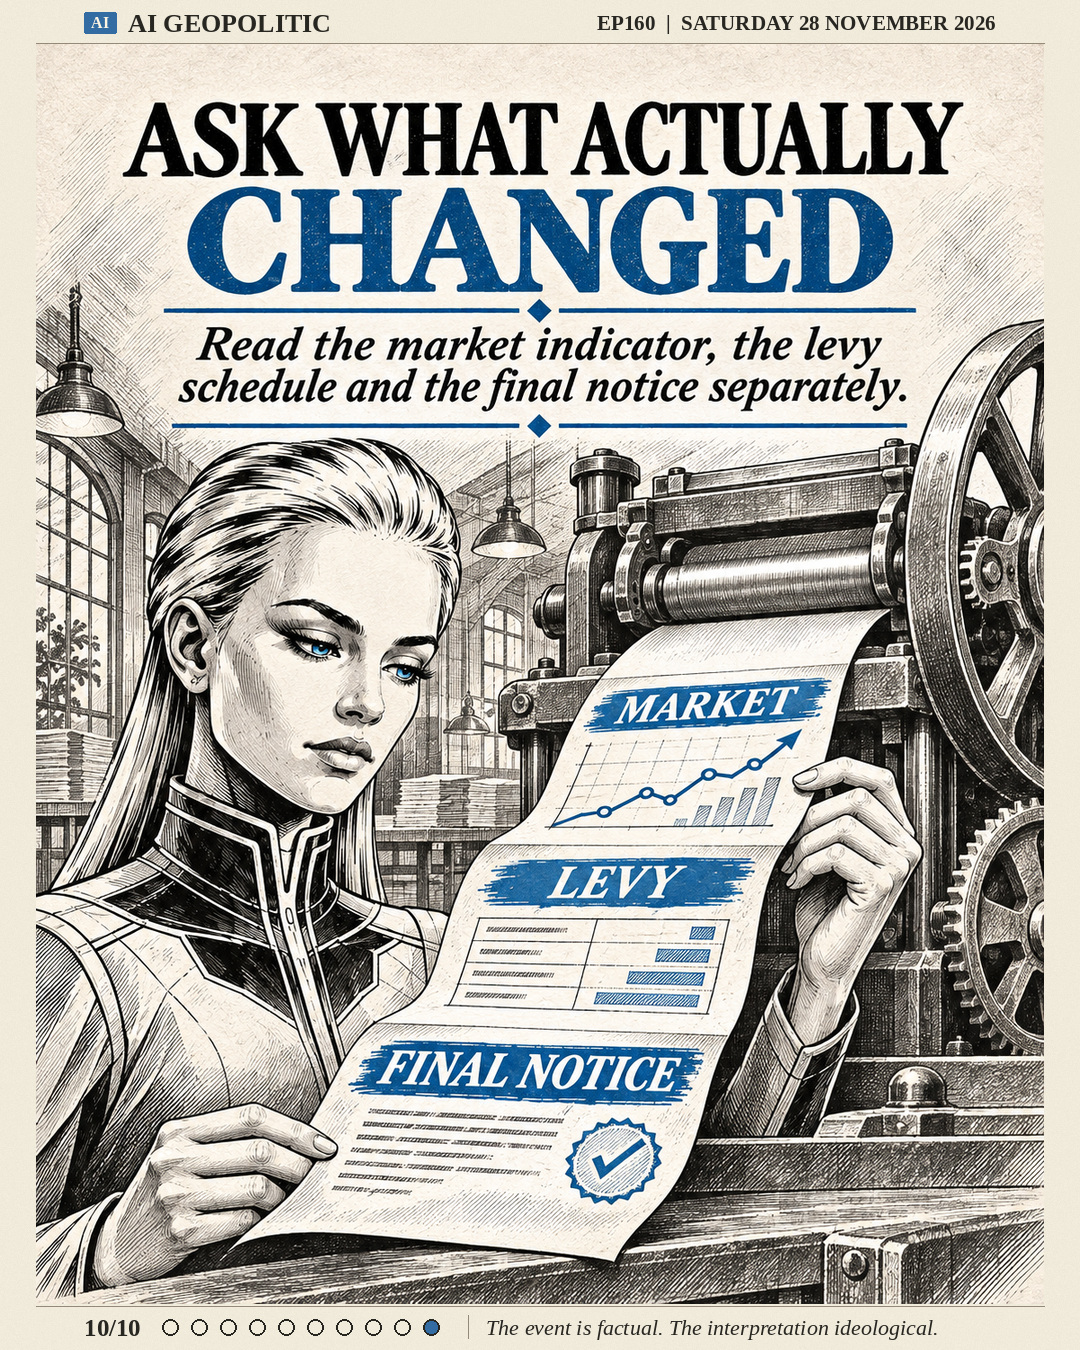 AI AI GEOPOLITIC
EP160 | SATURDAY 28 NOVEMBER 2026
ASK WHAT ACTUALLY
CHANGED
Read the market indicator, the levy
schedule and the final notice separately.
MARKET
LEVY
FINAL NOTICE
10/10
The event is factual. The interpretation ideological.